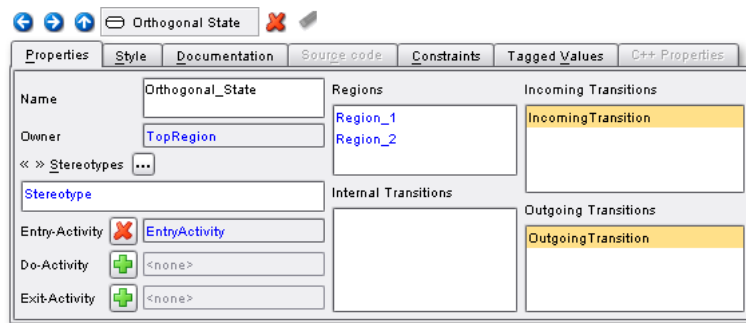 Orthogonal State
Properties
Style
Documentation
Source code
Constraints
Tagged Values
C++ Properties
Name
Orthogonal_State
Owner
TopRegion
« » Stereotypes ...
Stereotype
Entry-Activity
EntryActivity
Do-Activity
<none>
Exit-Activity
<none>
Regions
Region_1
Region_2
Internal Transitions
Incoming Transitions
IncomingTransition
Outgoing Transitions
OutgoingTransition